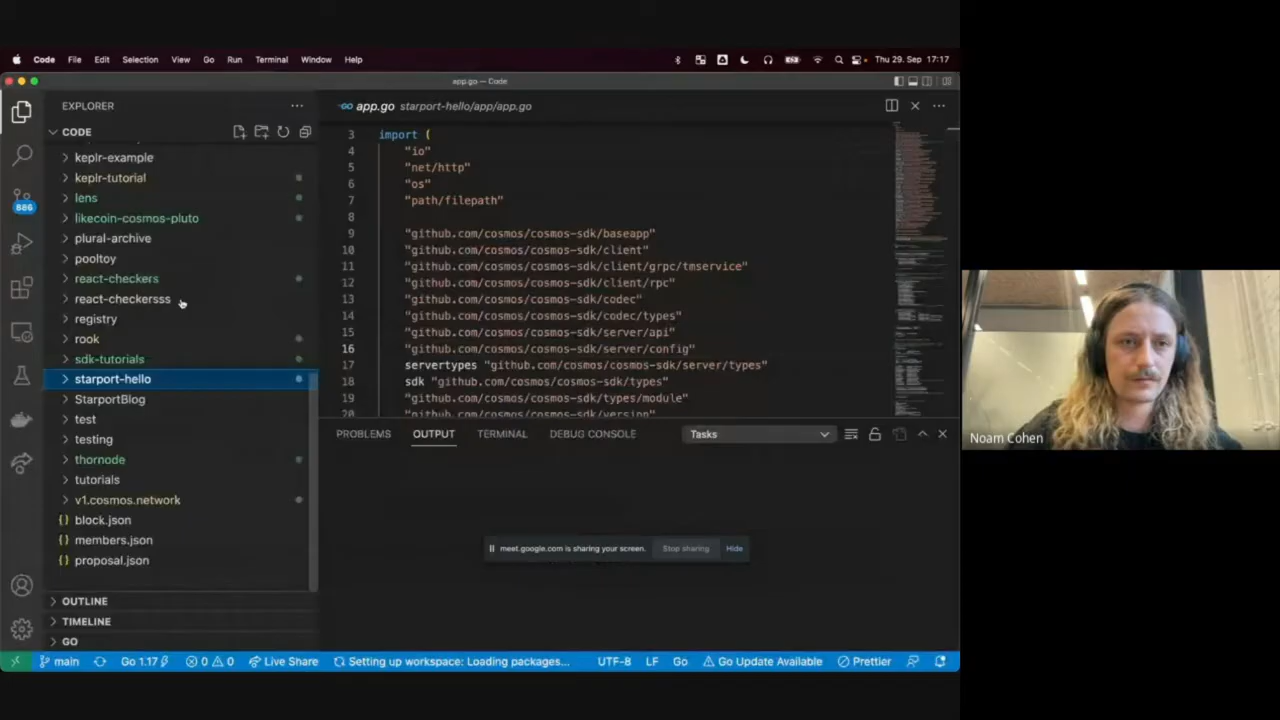 Code File Edit Selection View Go Run Terminal Window Help
Thu 29. Sep 17:17
app.go — Code
EXPLORER
CODE
keplr-example
keplr-tutorial
lens
likecoin-cosmos-pluto
plural-archive
pooltoy
react-checkers
react-checkersss
registry
rook
sdk-tutorials
starport-hello
StarportBlog
test
testing
thornode
tutorials
v1.cosmos.network
{} block.json
{} members.json
{} proposal.json
OUTLINE
TIMELINE
GO
886
GO app.go starport-hello/app/app.go
3 import (
4 "io"
5 "net/http"
6 "os"
7 "path/filepath"
8
9 "github.com/cosmos/cosmos-sdk/baseapp"
10 "github.com/cosmos/cosmos-sdk/client"
11 "github.com/cosmos/cosmos-sdk/client/grpc/tmservice"
12 "github.com/cosmos/cosmos-sdk/client/rpc"
13 "github.com/cosmos/cosmos-sdk/codec"
14 "github.com/cosmos/cosmos-sdk/codec/types"
15 "github.com/cosmos/cosmos-sdk/server/api"
16 "github.com/cosmos/cosmos-sdk/server/config"
17 servertypes "github.com/cosmos/cosmos-sdk/server/types"
18 sdk "github.com/cosmos/cosmos-sdk/types"
19 "github.com/cosmos/cosmos-sdk/types/module"
20 "github.com/cosmos/cosmos-sdk/version"
PROBLEMS OUTPUT TERMINAL DEBUG CONSOLE Tasks
meet.google.com is sharing your screen. Stop sharing Hide
main Go 1.17 0 0 Live Share Setting up workspace: Loading packages... UTF-8 LF Go Go Update Available Prettier
Noam Cohen